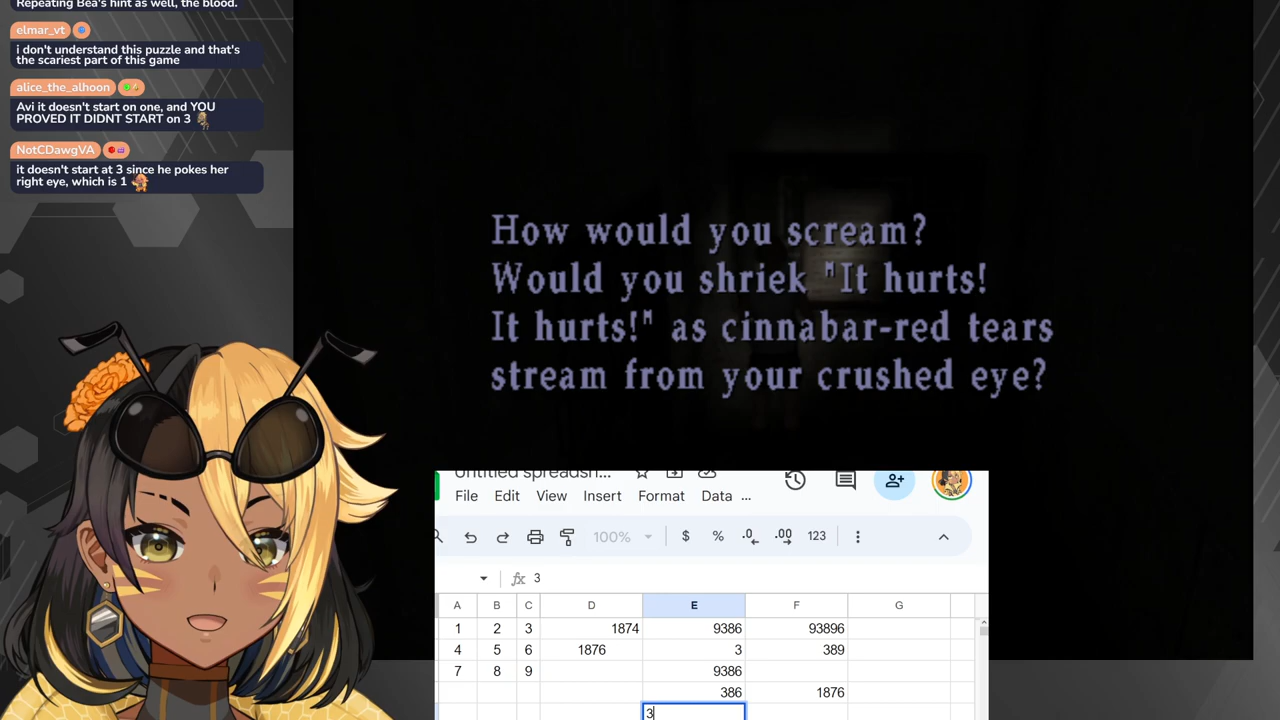 Repeating Bea's hint as well, the blood.
elmar_vt
i don't understand this puzzle and that's
the scariest part of this game
alice_the_alhoon
Avi it doesn't start on one, and YOU
PROVED IT DIDNT START on 3
NotCDawgVA
it doesn't start at 3 since he pokes her
right eye, which is 1
How would you scream?
Would you shriek "It hurts!
It hurts!" as cinnabar-red tears
stream from your crushed eye?
Untitled spreadsh...
File Edit View Insert Format Data ...
100% $ % .0 .00 123
fx 3
A B C D E F G
1 2 3 1874 9386 93896
4 5 6 1876 3 389
7 8 9 9386
386 1876
3